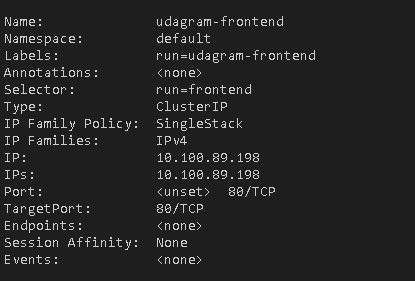 Name:              udagram-frontend
Namespace:         default
Labels:            run=udagram-frontend
Annotations:       <none>
Selector:          run=frontend
Type:              ClusterIP
IP Family Policy:  SingleStack
IP Families:       IPv4
IP:                10.100.89.198
IPs:               10.100.89.198
Port:              <unset>  80/TCP
TargetPort:        80/TCP
Endpoints:         <none>
Session Affinity:  None
Events:            <none>